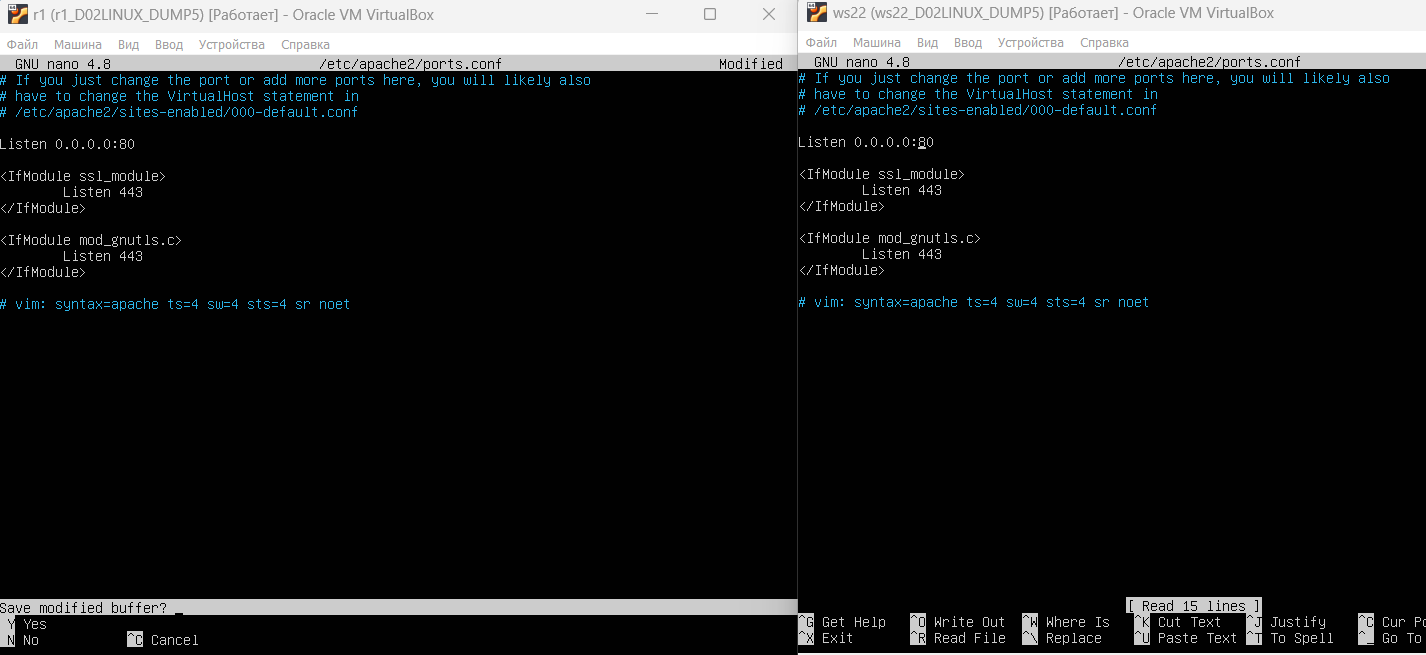 r1 (r1_D02LINUX_DUMP5) [Работает] - Oracle VM VirtualBox
Файл Машина Вид Ввод Устройства Справка
GNU nano 4.8 /etc/apache2/ports.conf Modified
# If you just change the port or add more ports here, you will likely also
# have to change the VirtualHost statement in
# /etc/apache2/sites-enabled/000-default.conf
Listen 0.0.0.0:80
<IfModule ssl_module>
Listen 443
</IfModule>
<IfModule mod_gnutls.c>
Listen 443
</IfModule>
# vim: syntax=apache ts=4 sw=4 sts=4 sr noet
Save modified buffer?
Y Yes
N No ^C Cancel
ws22 (ws22_D02LINUX_DUMP5) [Работает] - Oracle VM VirtualBox
Файл Машина Вид Ввод Устройства Справка
GNU nano 4.8 /etc/apache2/ports.conf
# If you just change the port or add more ports here, you will likely also
# have to change the VirtualHost statement in
# /etc/apache2/sites-enabled/000-default.conf
Listen 0.0.0.0:80
<IfModule ssl_module>
Listen 443
</IfModule>
<IfModule mod_gnutls.c>
Listen 443
</IfModule>
# vim: syntax=apache ts=4 sw=4 sts=4 sr noet
[ Read 15 lines ]
^G Get Help ^O Write Out ^W Where Is ^K Cut Text ^J Justify ^C Cur Po
^X Exit ^R Read File ^\ Replace ^U Paste Text ^T To Spell ^_ Go To